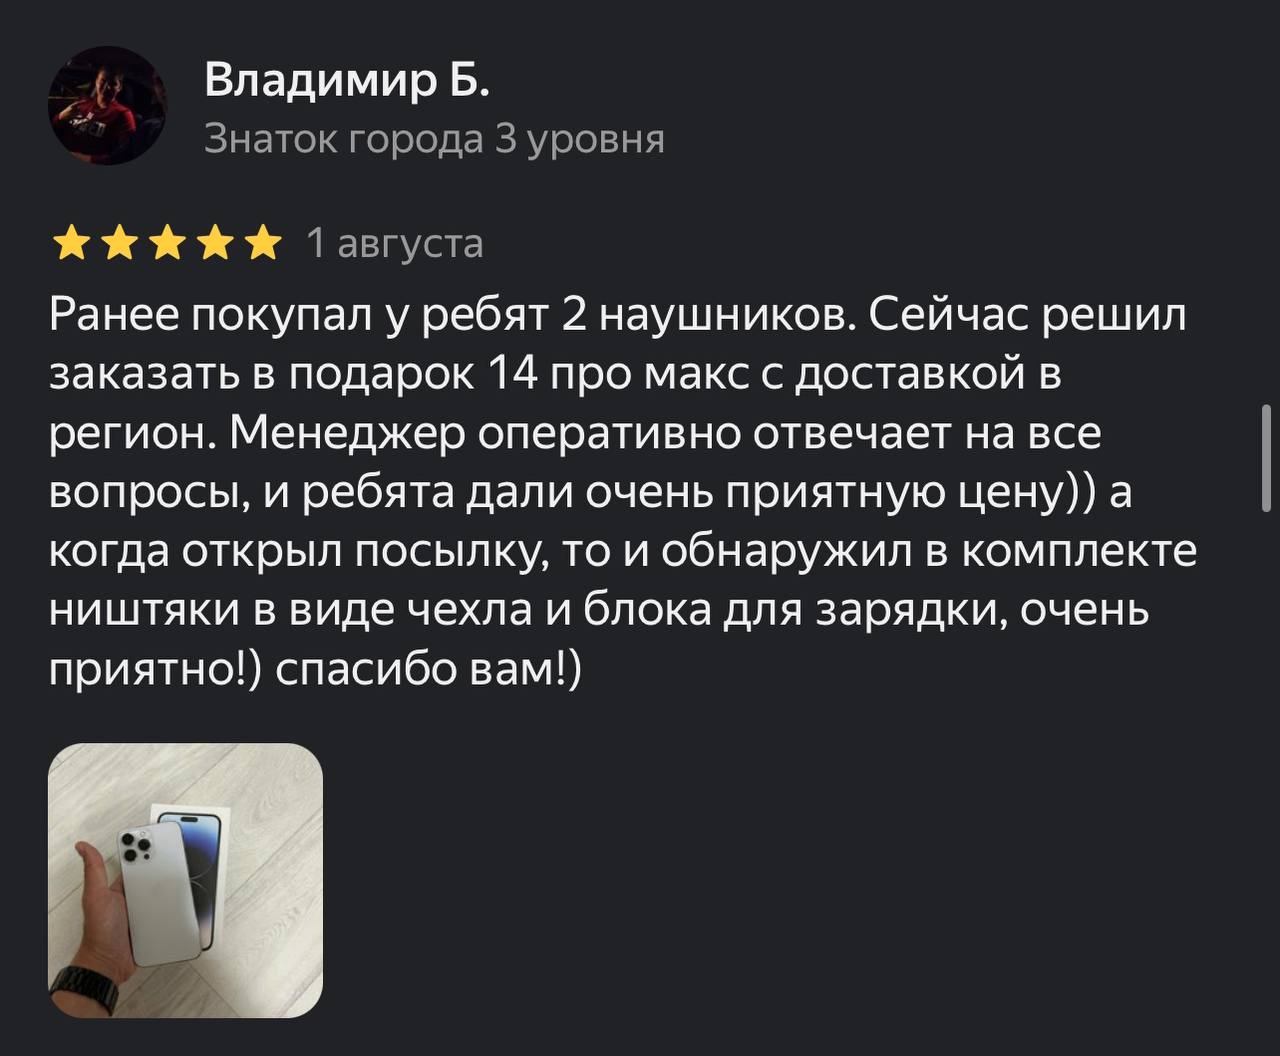 Владимир Б.
Знаток города 3 уровня
1 августа
Ранее покупал у ребят 2 наушников. Сейчас решил
заказать в подарок 14 про макс с доставкой в
регион. Менеджер оперативно отвечает на все
вопросы, и ребята дали очень приятную цену)) а
когда открыл посылку, то и обнаружил в комплекте
ништяки в виде чехла и блока для зарядки, очень
приятно!) спасибо вам!)